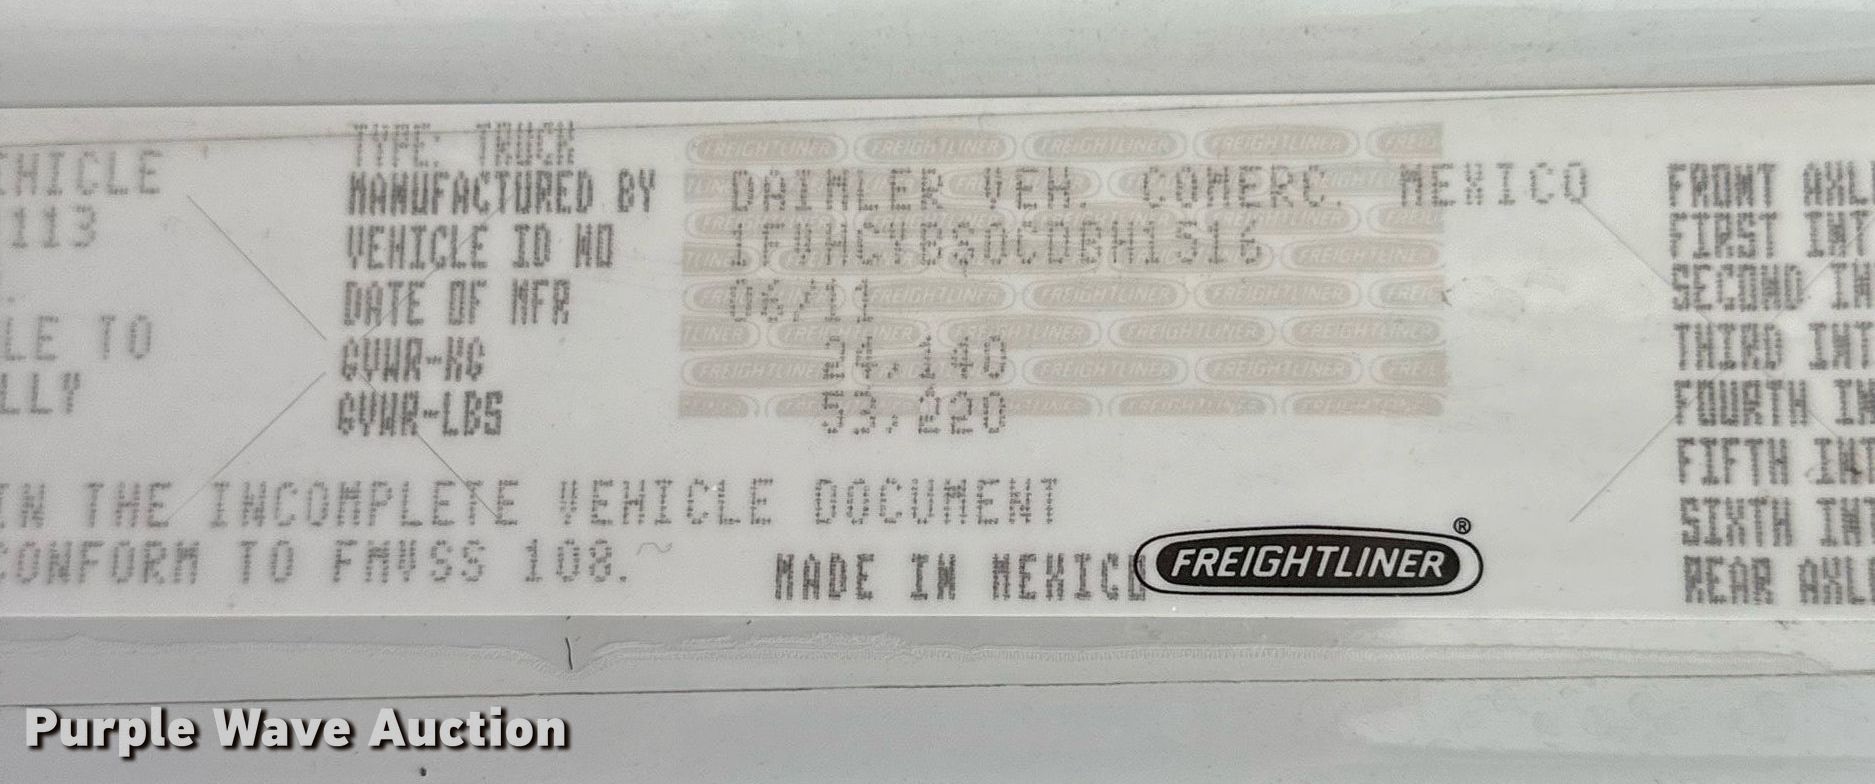 TYPE: TRUCK
EHICLE
MANUFACTURED BY DAIMLER VEH. COMERC. MEXICO
113
VEHICLE ID NO 1FVHCYBS0CDBH1516
DATE OF MFR 06/11
LE TO
GVWR-KG 24,140
LLY
GVWR-LBS 53,220
IN THE INCOMPLETE VEHICLE DOCUMENT
CONFORM TO FMVSS 108.
MADE IN MEXICO
FREIGHTLINER®
FRONT AXLE
FIRST INT
SECOND IN
THIRD INT
FOURTH IN
FIFTH INT
SIXTH IN
REAR AXLE
Purple Wave Auction